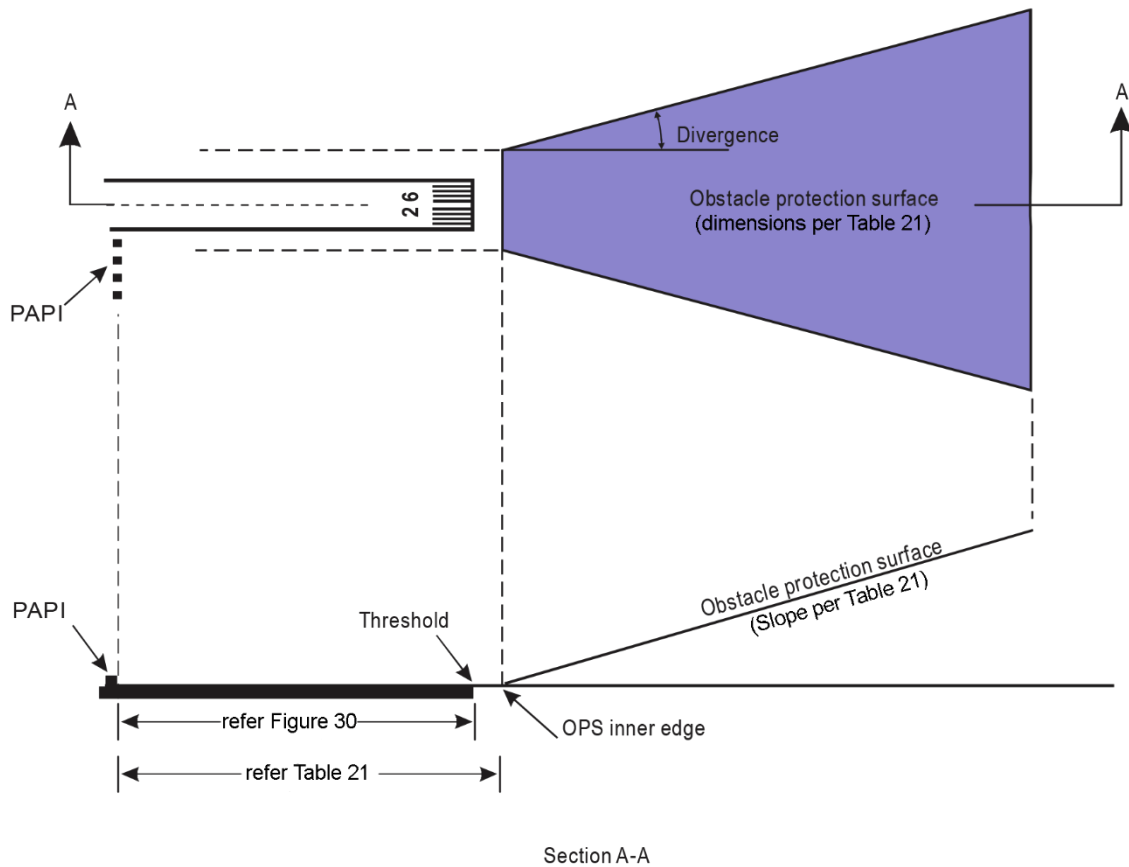 A
A
Divergence
Obstacle protection surface
(dimensions per Table 21)
26
PAPI
Obstacle protection surface
(Slope per Table 21)
PAPI
Threshold
refer Figure 30
OPS inner edge
refer Table 21
Section A-A